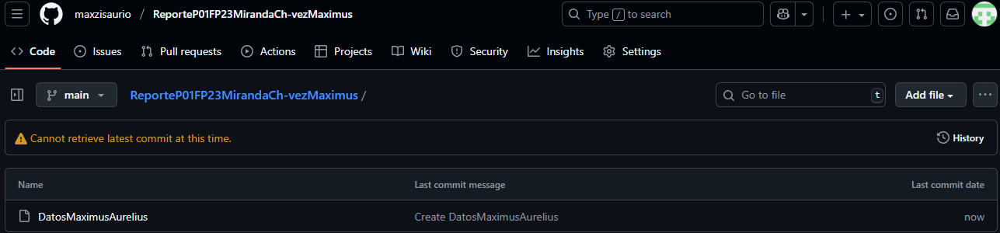 maxzisaurio / ReporteP01FP23MirandaCh-vezMaximus Type / to search
Code Issues Pull requests Actions Projects Wiki Security Insights Settings
main ReporteP01FP23MirandaCh-vezMaximus / Go to file t Add file
Cannot retrieve latest commit at this time. History
Name Last commit message Last commit date
DatosMaximusAurelius Create DatosMaximusAurelius now